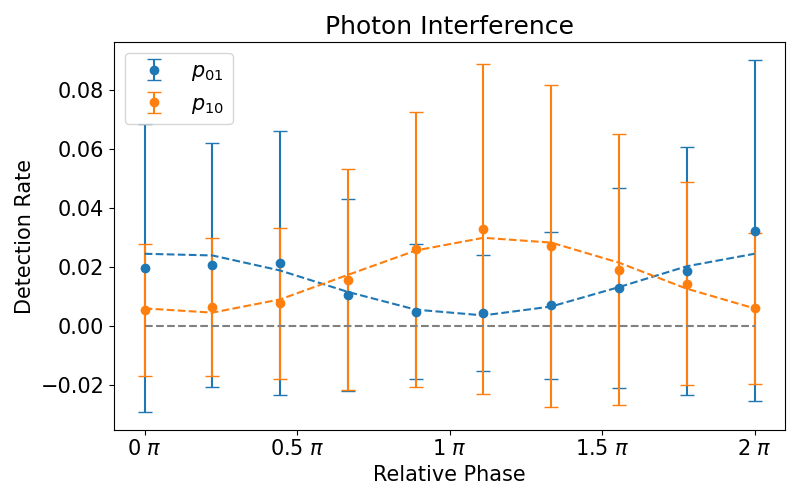 Photon Interference
p01
p10
Detection Rate
0.08
0.06
0.04
0.02
0.00
−0.02
0 π 0.5 π 1 π 1.5 π 2 π
Relative Phase